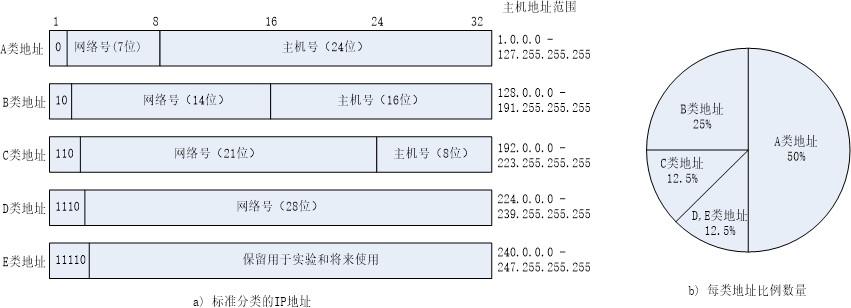 主机地址范围
1 8 16 24 32
A类地址 0 网络号(7位) 主机号（24位） 1.0.0.0 -
127.255.255.255
B类地址 10 网络号（14位） 主机号（16位） 128.0.0.0 -
191.255.255.255
C类地址 110 网络号（21位） 主机号（8位） 192.0.0.0 -
223.255.255.255
D类地址 1110 网络号（28位） 224.0.0.0 -
239.255.255.255
E类地址 11110 保留用于实验和将来使用 240.0.0.0 -
247.255.255.255
a) 标准分类的IP地址
B类地址
25%
A类地址
50%
C类地址
12.5%
D,E类地址
12.5%
b) 每类地址比例数量